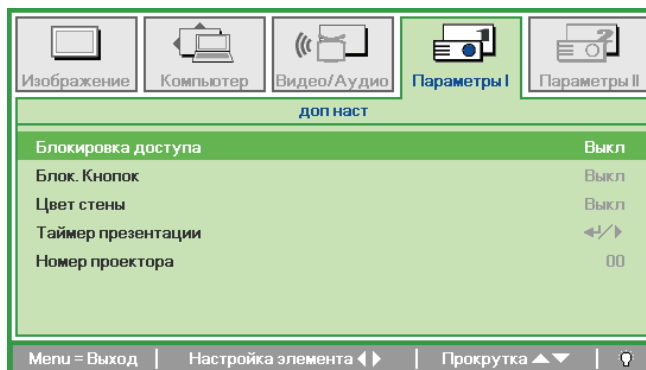 Изображение
Компьютер
Видео/Аудио
Параметры I
Параметры II
доп наст
Блокировка доступа Выкл
Блок. Кнопок Выкл
Цвет стены Выкл
Таймер презентации ↵/▶
Номер проектора 00
Menu = Выход | Настройка элемента ◀▶ | Прокрутка ▲▼